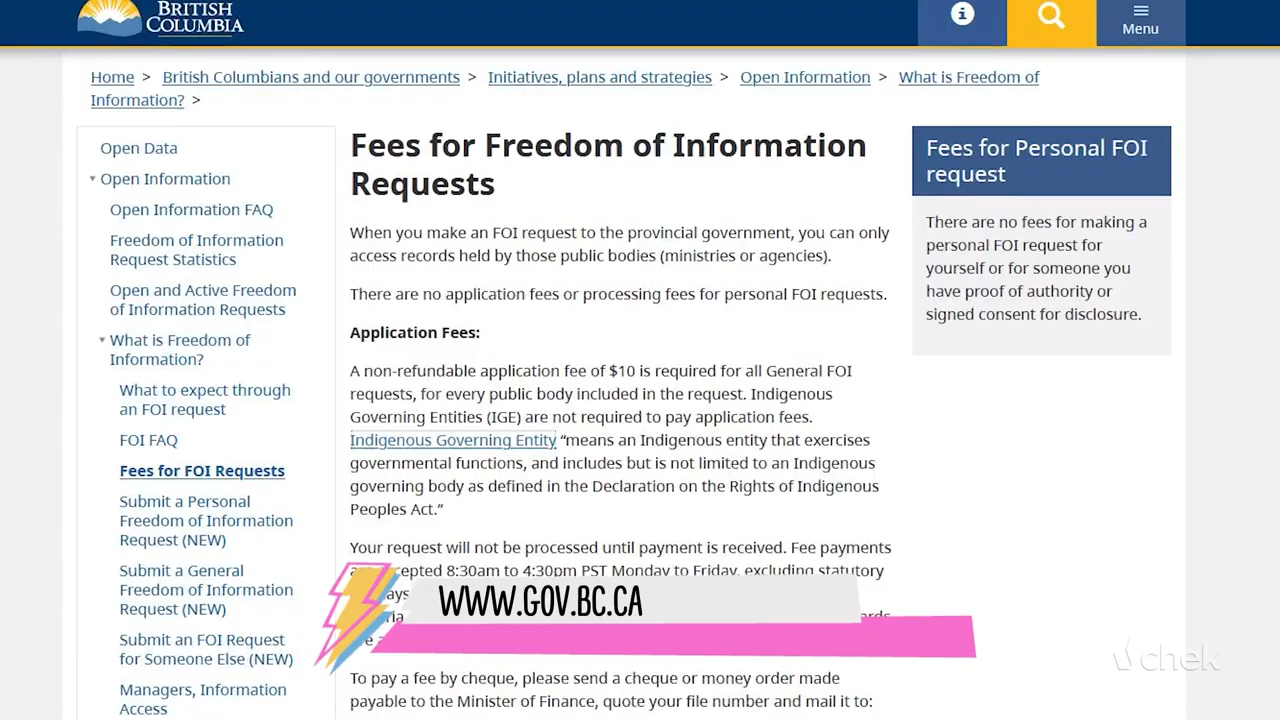 BRITISH
COLUMBIA
Menu
Home > British Columbians and our governments > Initiatives, plans and strategies > Open Information > What is Freedom of
Information? >
Open Data
Open Information
Open Information FAQ
Freedom of Information
Request Statistics
Open and Active Freedom
of Information Requests
What is Freedom of
Information?
What to expect through
an FOI request
FOI FAQ
Fees for FOI Requests
Submit a Personal
Freedom of Information
Request (NEW)
Submit a General
Freedom of Information
Request (NEW)
Submit an FOI Request
for Someone Else (NEW)
Managers, Information
Access
Fees for Freedom of Information
Requests
When you make an FOI request to the provincial government, you can only
access records held by those public bodies (ministries or agencies).
There are no application fees or processing fees for personal FOI requests.
Application Fees:
A non-refundable application fee of $10 is required for all General FOI
requests, for every public body included in the request. Indigenous
Governing Entities (IGE) are not required to pay application fees.
Indigenous Governing Entity “means an Indigenous entity that exercises
governmental functions, and includes but is not limited to an Indigenous
governing body as defined in the Declaration on the Rights of Indigenous
Peoples Act.”
Your request will not be processed until payment is received. Fee payments
8:30am to 4:30pm PST Monday to Friday, excluding statutory
WWW.GOV.BC.CA
To pay a fee by cheque, please send a cheque or money order made
payable to the Minister of Finance, quote your file number and mail it to:
Fees for Personal FOI
request
There are no fees for making a
personal FOI request for
yourself or for someone you
have proof of authority or
signed consent for disclosure.
chek